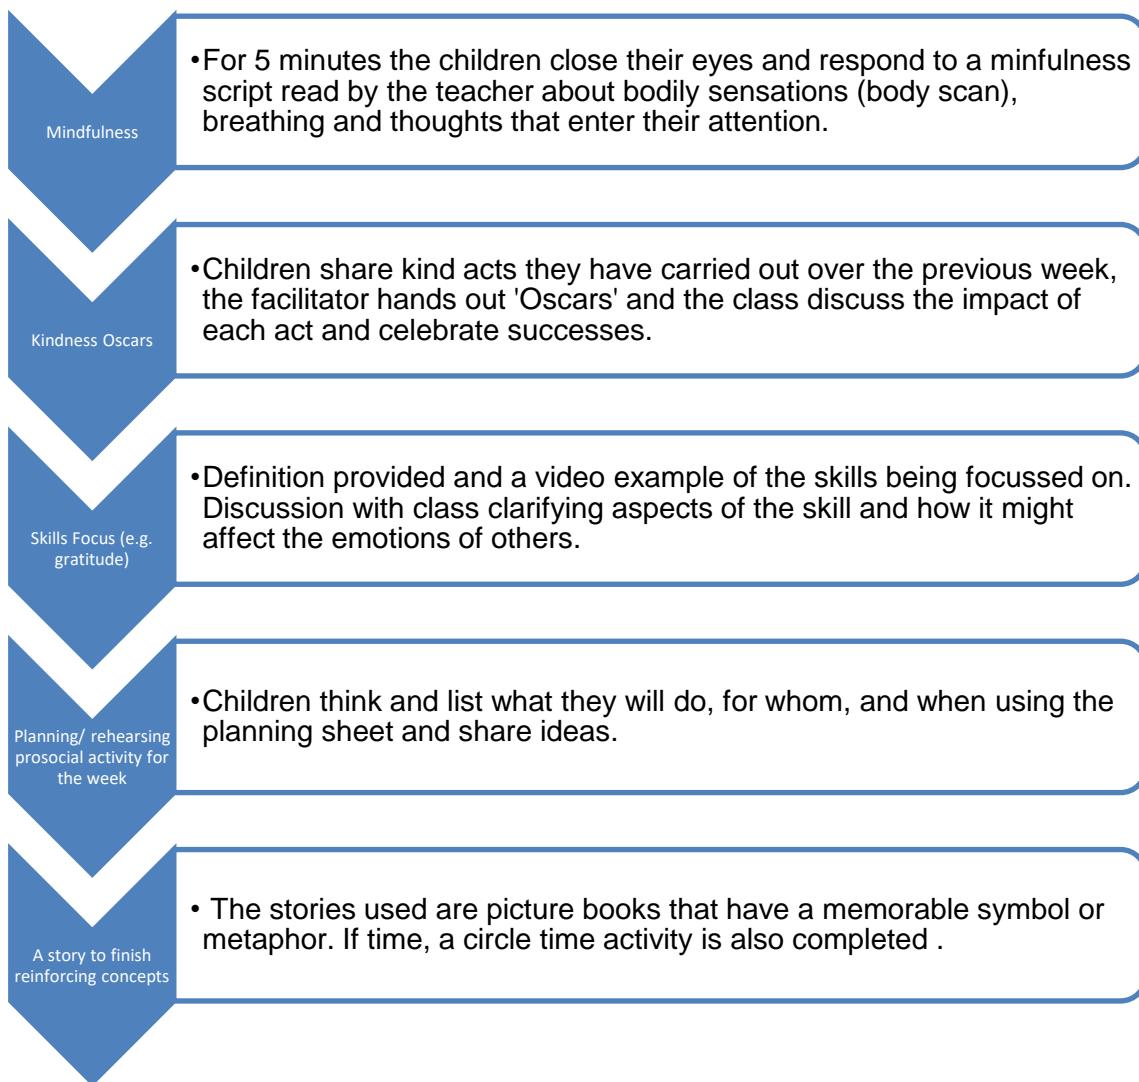 Mindfulness
•For 5 minutes the children close their eyes and respond to a minfulness
script read by the teacher about bodily sensations (body scan),
breathing and thoughts that enter their attention.
Kindness Oscars
•Children share kind acts they have carried out over the previous week,
the facilitator hands out 'Oscars' and the class discuss the impact of
each act and celebrate successes.
Skills Focus (e.g.
gratitude)
•Definition provided and a video example of the skills being focussed on.
Discussion with class clarifying aspects of the skill and how it might
affect the emotions of others.
Planning/ rehearsing
prosocial activity for
the week
•Children think and list what they will do, for whom, and when using the
planning sheet and share ideas.
A story to finish
reinforcing concepts
• The stories used are picture books that have a memorable symbol or
metaphor. If time, a circle time activity is also completed .